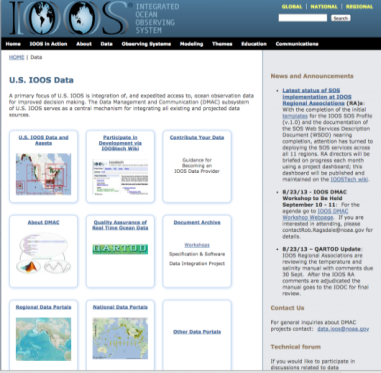 IOOS
INTEGRATED
OCEAN
OBSERVING
SYSTEM
GLOBAL | NATIONAL | REGIONAL
Search
Home IOOS in Action About Data Observing Systems Modeling Themes Education Communications
HOME | Data
U.S. IOOS Data
A primary focus of U.S. IOOS is integration of, and expedited access to, ocean observation data
for improved decision making. The Data Management and Communication (DMAC) subsystem
of U.S. IOOS serves as a central mechanism for integrating all existing and projected data
sources.
U.S. IOOS Data and
Assets
Participate in
Development via
IOOStech Wiki
Contribute Your Data
Guidance for
Becoming an
IOOS Data Provider
About DMAC
Quality Assurance of
Real Time Ocean Data
QARTOD
Document Archive
Workshops
Specification & Software
Data Integration Project
Regional Data Portals
National Data Portals
Other Data Portals
News and Announcements
Latest status of SOS
implementation at IOOS
Regional Associations (RA)s:
With the completion of the initial
templates for the IOOS SOS Profile
(v.1.0) and the documentation of
the SOS Web Services Description
Document (WSDD) nearing
completion, attention has turned to
deploying the SOS services across
all 11 regions. RA directors will be
briefed on progress each month
using a project dashboard; this
dashboard will be published and
maintained on the IOOSTech wiki.
8/23/13 - IOOS DMAC
Workshop to Be Held
September 10 - 11: For the
agenda go to IOOS DMAC
Workshop Webpage. If you are
interested in attending, please
contactRob.Ragsdale@noaa.gov for
details.
8/23/13 - QARTOD Update:
IOOS Regional Associations are
reviewing the temperature and
salinity manual with comments due
30 Sept. After the IOOS RA
comments are adjudicated the
manual goes to the IOOC for final
review.
Contact Us
For general inquiries about DMAC
projects contact: data.ioos@noaa.gov
Technical forum
If you would like to participate in
discussions related to data